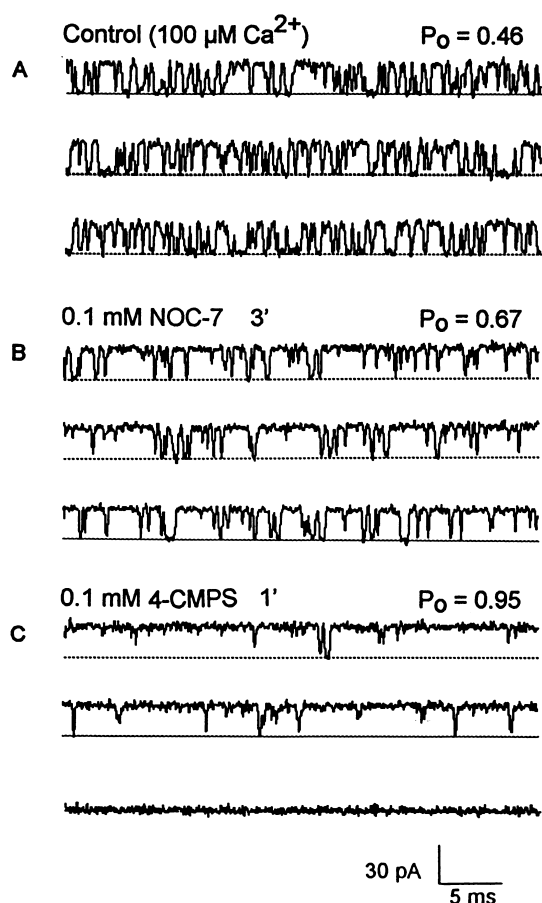 Control (100 µM Ca2+) Po = 0.46
A
0.1 mM NOC-7 3' Po = 0.67
B
0.1 mM 4-CMPS 1' Po = 0.95
C
30 pA
5 ms